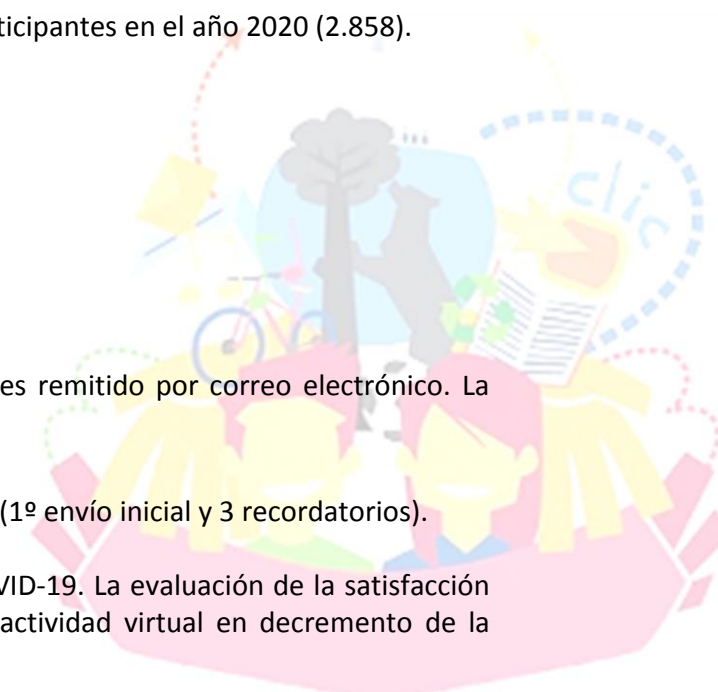 ticipantes en el año 2020 (2.858).
clic
es remitido por correo electrónico. La
(1º envío inicial y 3 recordatorios).
VID-19. La evaluación de la satisfacción
actividad virtual en decremento de la